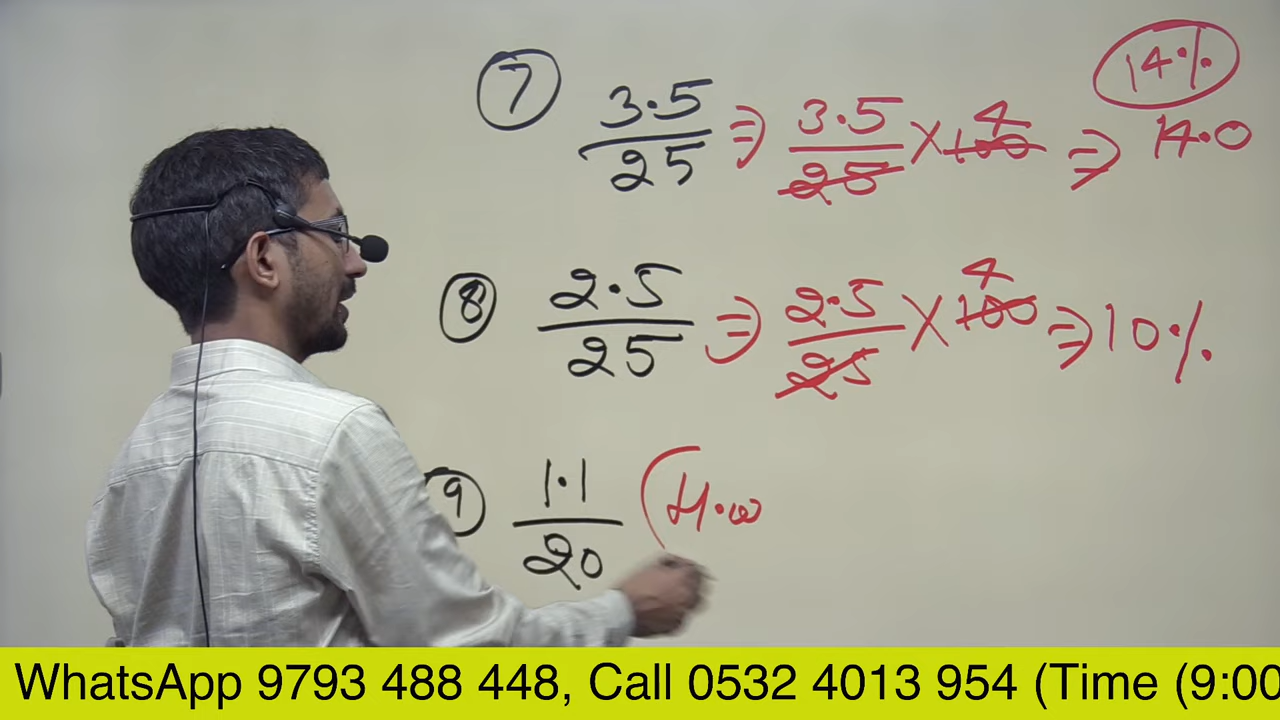 14%
⑦ 3.5/25 ⇒ 3.5/25 × 100 4 ⇒ 14.0
⑧ 2.5/25 ⇒ 2.5/25 × 100 4 ⇒ 10%
⑨ 1.1/20 (H.w
WhatsApp 9793 488 448, Call 0532 4013 954 (Time (9:00